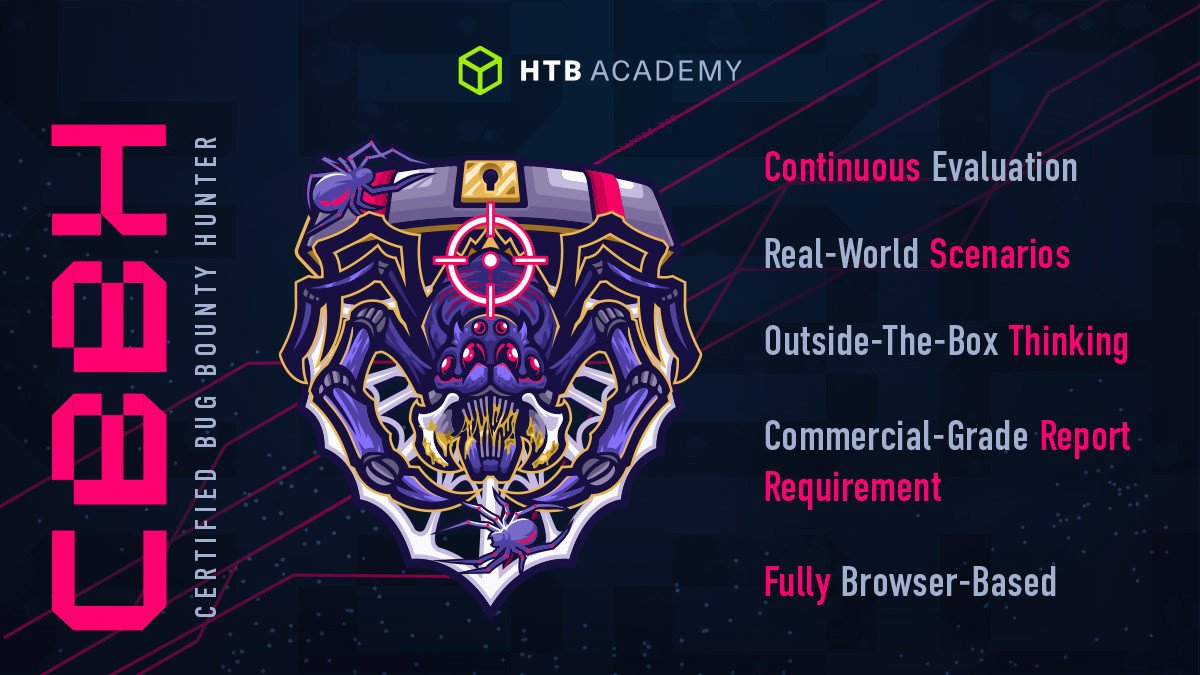 HTB ACADEMY
CBBH
CERTIFIED BUG BOUNTY HUNTER
Continuous Evaluation
Real-World Scenarios
Outside-The-Box Thinking
Commercial-Grade Report
Requirement
Fully Browser-Based